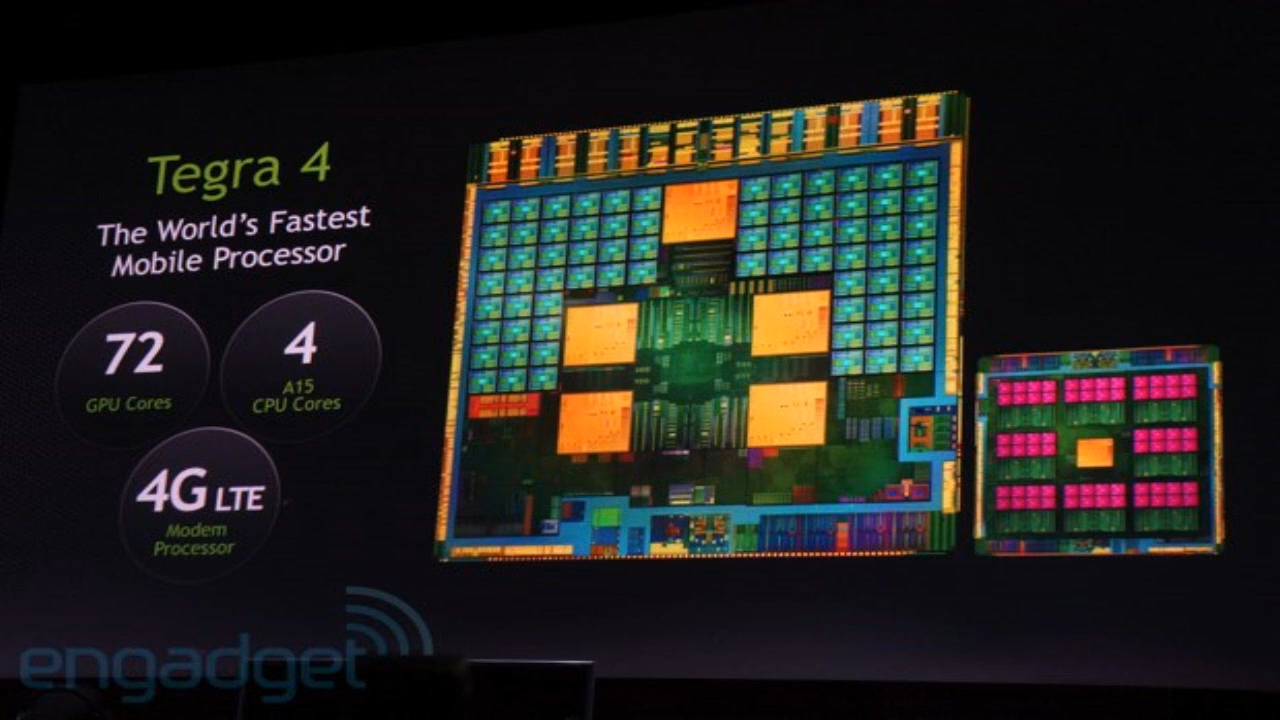 Tegra 4
The World's Fastest
Mobile Processor
72
GPU Cores
4
A15
CPU Cores
4G LTE
Modem
Processor
engadget